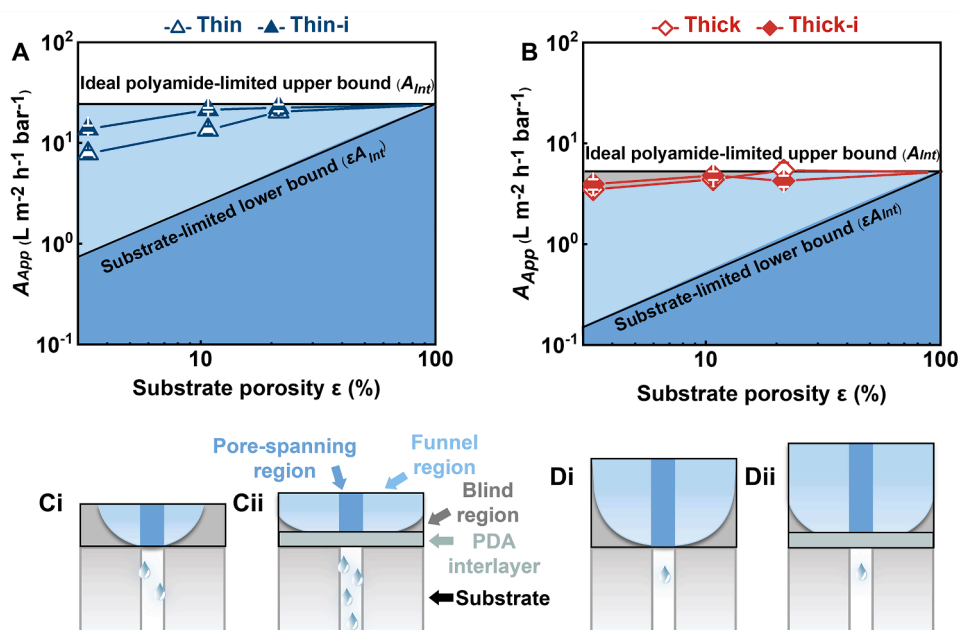 Thin Thin-i
Thick Thick-i
A
10²
10¹
10⁰
10⁻¹
A_App (L m-2 h-1 bar-1)
Ideal polyamide-limited upper bound (A_Int)
Substrate-limited lower bound (εA_Int)
10 100
Substrate porosity ε (%)
B
10²
10¹
10⁰
10⁻¹
A_App (L m-2 h-1 bar-1)
Ideal polyamide-limited upper bound (A_Int)
Substrate-limited lower bound (εA_Int)
10 100
Substrate porosity ε (%)
Ci
Cii
Pore-spanning
region
Funnel
region
Blind
region
PDA
interlayer
Substrate
Di
Dii